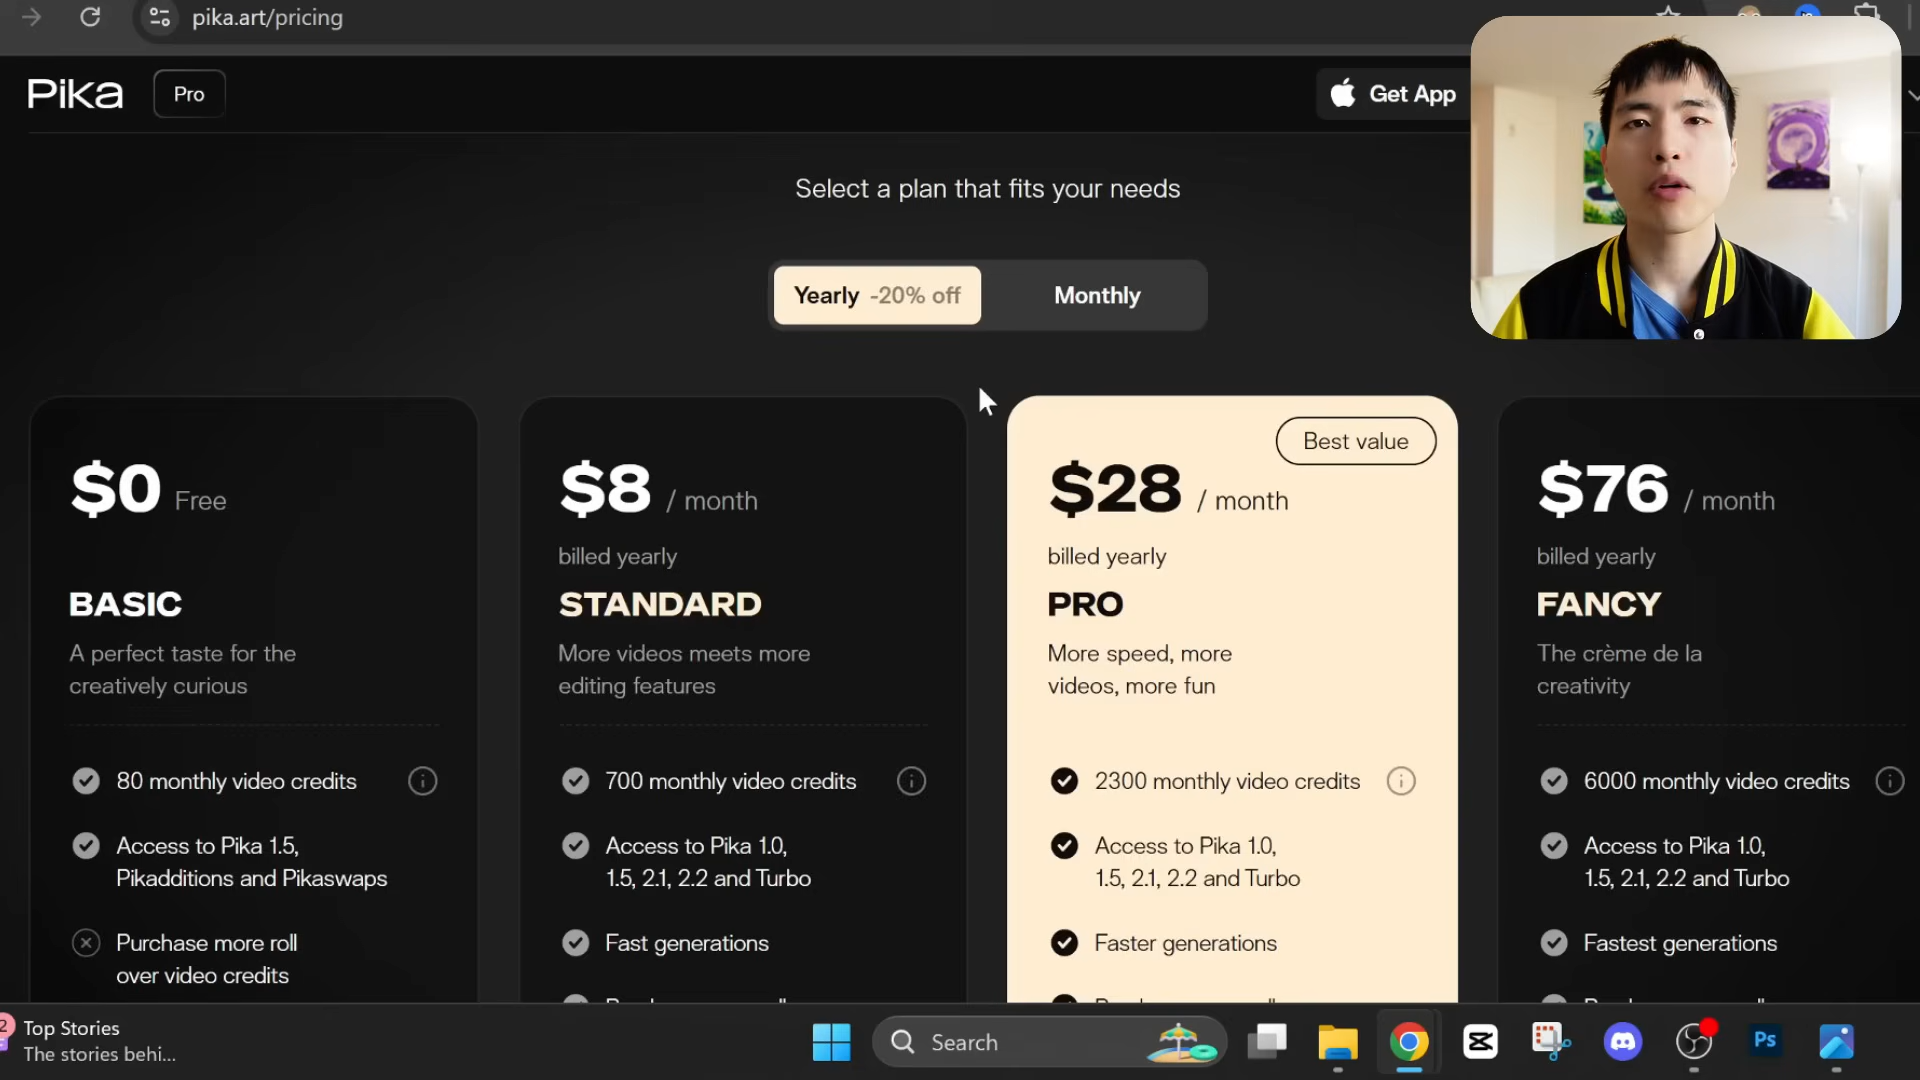 pika.art/pricing
Pika
Pro
Get App
Select a plan that fits your needs
Yearly -20% off
Monthly
$0 Free
BASIC
A perfect taste for the
creatively curious
80 monthly video credits
Access to Pika 1.5,
Pikadditions and Pikaswaps
Purchase more roll
over video credits
$8 / month
billed yearly
STANDARD
More videos meets more
editing features
700 monthly video credits
Access to Pika 1.0,
1.5, 2.1, 2.2 and Turbo
Fast generations
Best value
$28 / month
billed yearly
PRO
More speed, more
videos, more fun
2300 monthly video credits
Access to Pika 1.0,
1.5, 2.1, 2.2 and Turbo
Faster generations
$76 / month
billed yearly
FANCY
The crème de la
creativity
6000 monthly video credits
Access to Pika 1.0,
1.5, 2.1, 2.2 and Turbo
Fastest generations
2
Top Stories
The stories behi...
Search
Ps